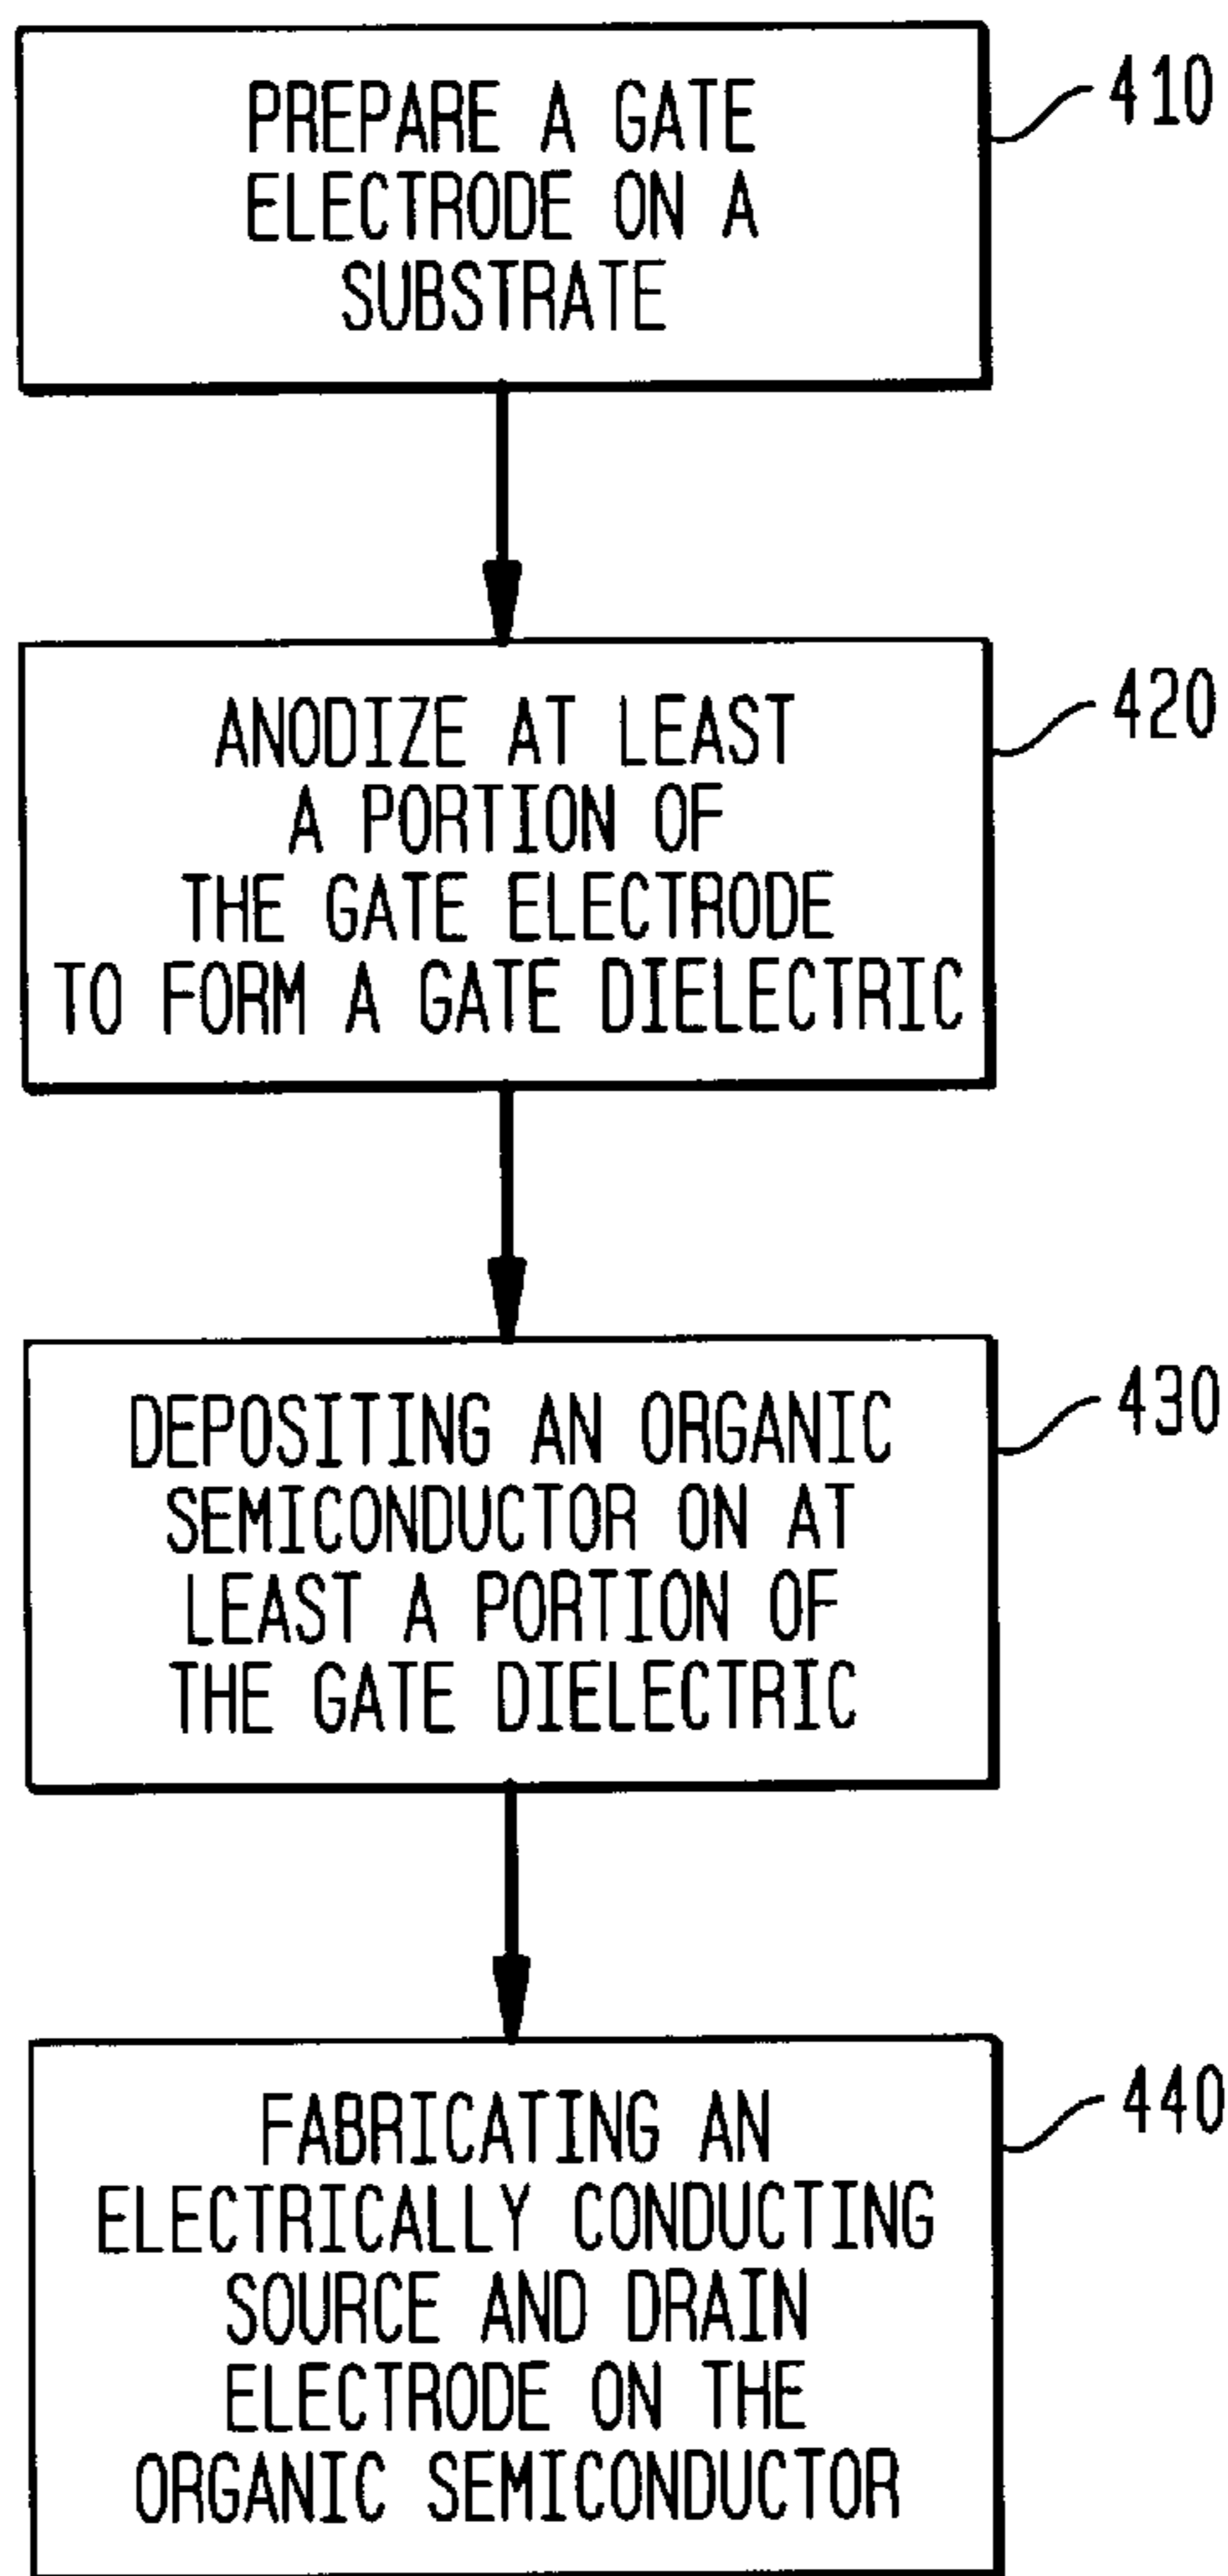 PREPARE A GATE
ELECTRODE ON A
SUBSTRATE
410
ANODIZE AT LEAST
A PORTION OF
THE GATE ELECTRODE
TO FORM A GATE DIELECTRIC
420
DEPOSITING AN ORGANIC
SEMICONDUCTOR ON AT
LEAST A PORTION OF
THE GATE DIELECTRIC
430
FABRICATING AN
ELECTRICALLY CONDUCTING
SOURCE AND DRAIN
ELECTRODE ON THE
ORGANIC SEMICONDUCTOR
440